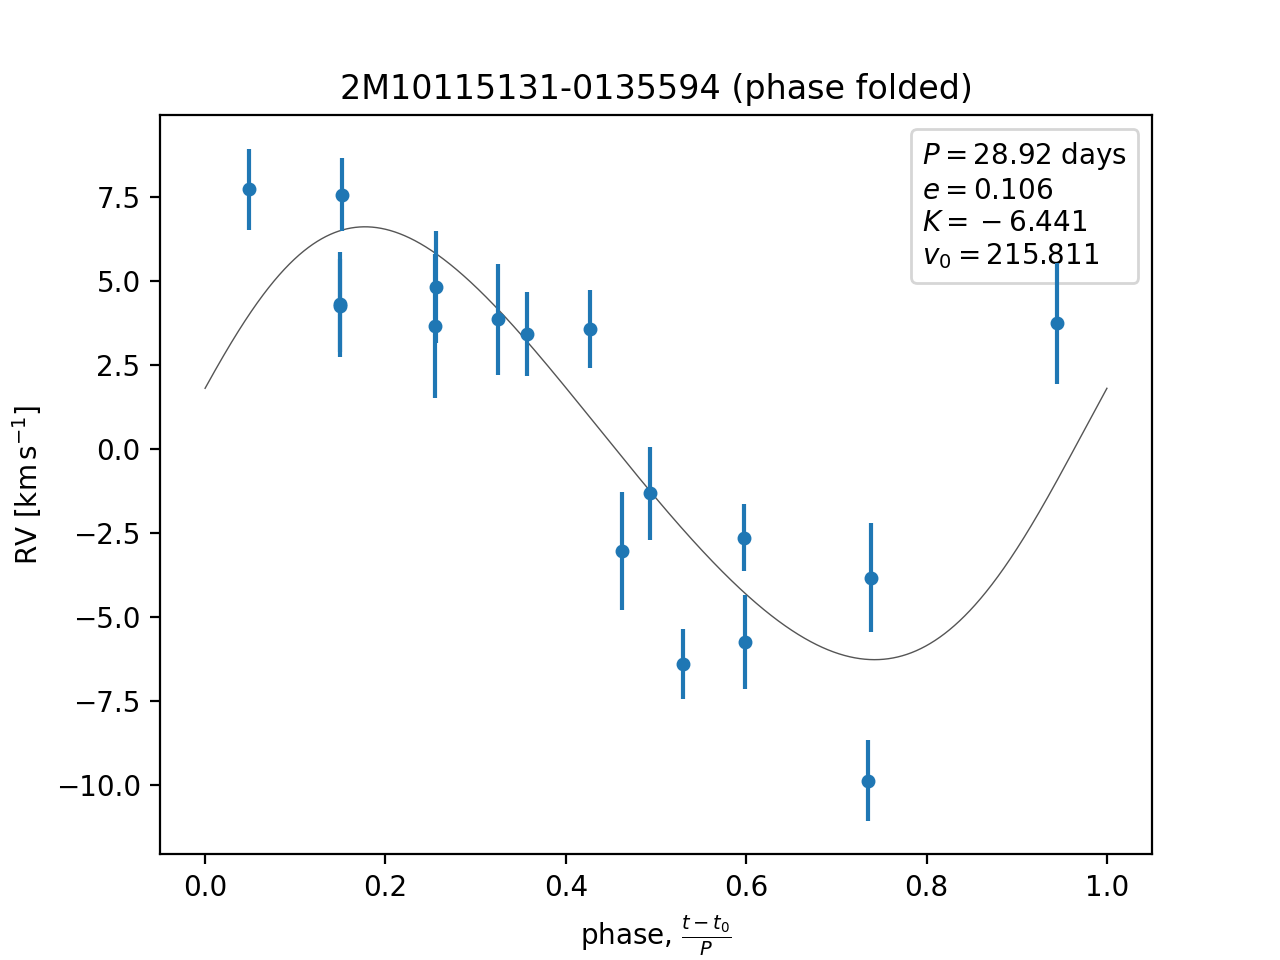 2M10115131-0135594 (phase folded)
P = 28.92 days
e = 0.106
K = −6.441
v₀ = 215.811
RV [km s⁻¹]
7.5
5.0
2.5
0.0
−2.5
−5.0
−7.5
−10.0
0.0 0.2 0.4 0.6 0.8 1.0
phase, (t − t₀)/P